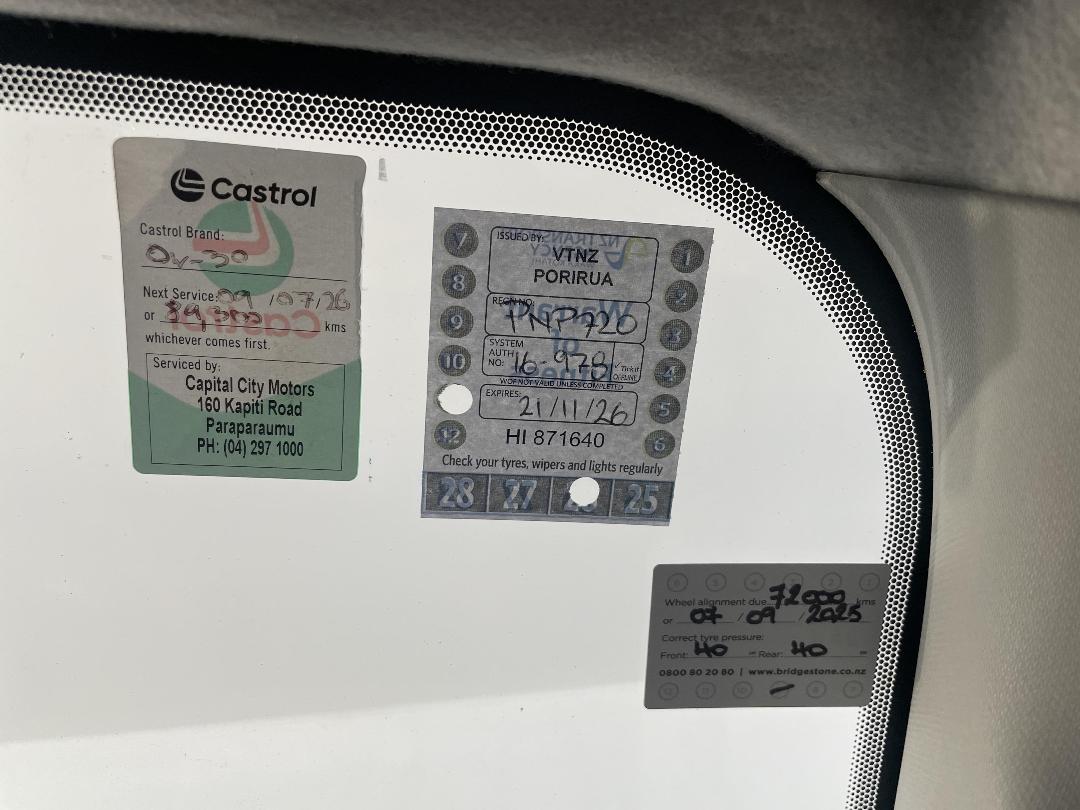 Castrol
Castrol Brand:
0w-30
Next Service: 09/07/26
or 89,000 kms
whichever comes first.
Serviced by:
Capital City Motors
160 Kapiti Road
Paraparaumu
PH: (04) 297 1000
ISSUED BY:
VTNZ
PORIRUA
REGN NO:
PNP720
SYSTEM
AUTH
NO: 16-978
✓ Tick if
OFFLINE
WOF NOT VALID UNLESS COMPLETED
EXPIRES:
21/11/26
HI 871640
Check your tyres, wipers and lights regularly
7
8
9
10
12
1
2
3
4
5
6
28 27 25
Wheel alignment due 72000 kms
or 07 / 09 / 2025
Correct tyre pressure:
Front: 40 Rear: 40
0800 80 20 80 | www.bridgestone.co.nz